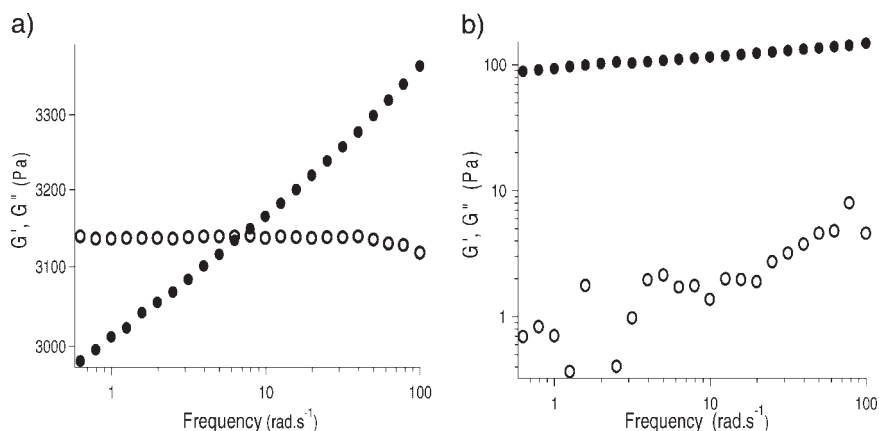 a)
G', G" (Pa)
3300
3200
3100
3000
1
10
100
Frequency (rad.s⁻¹)
b)
G', G" (Pa)
100
10
1
1
10
100
Frequency (rad.s⁻¹)